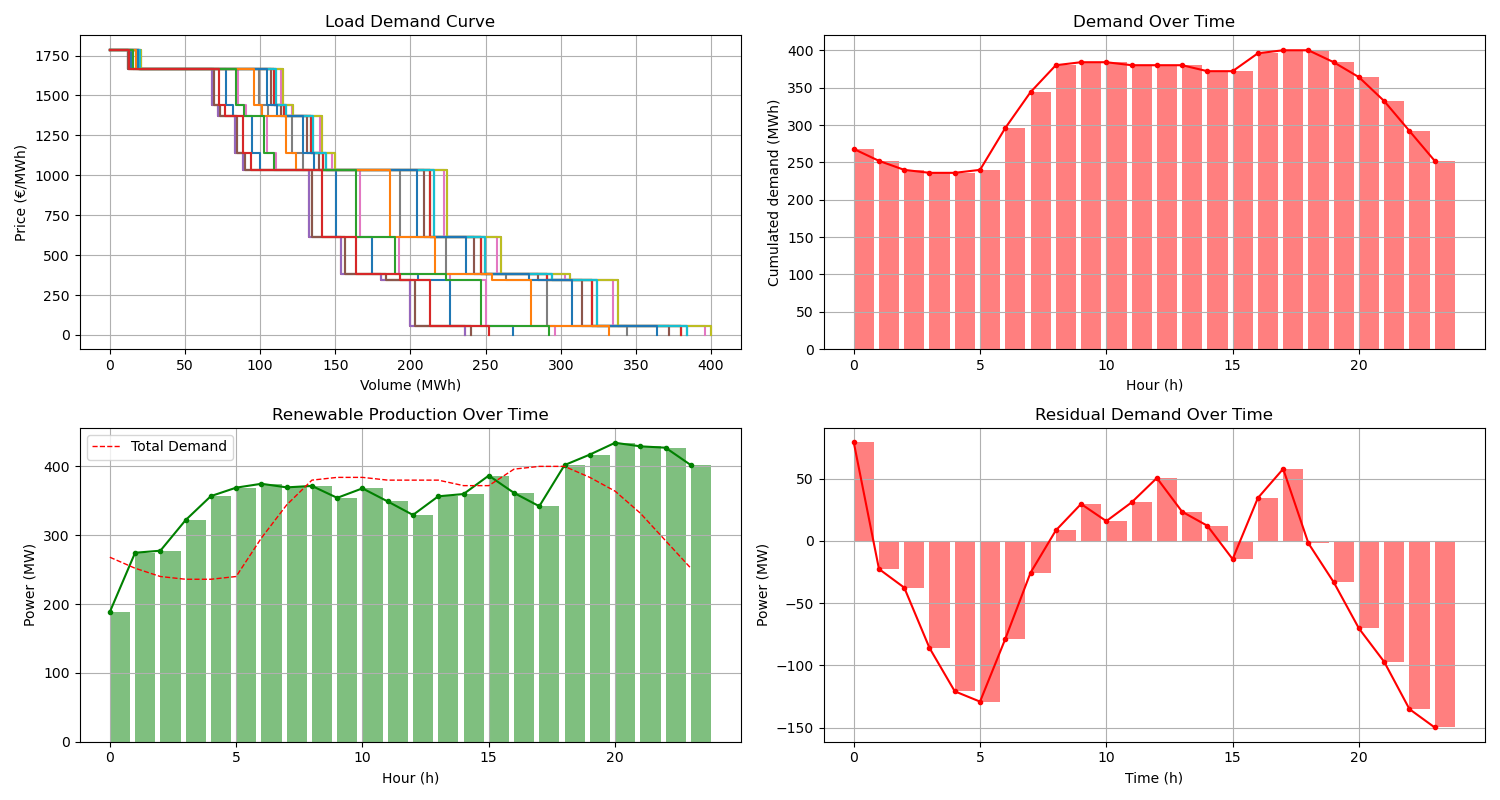 Load Demand Curve
Price (€/MWh)
1750
1500
1250
1000
750
500
250
0
0 50 100 150 200 250 300 350 400
Volume (MWh)
Demand Over Time
Cumulated demand (MWh)
400
350
300
250
200
150
100
50
0
0 5 10 15 20
Hour (h)
Renewable Production Over Time
Total Demand
Power (MW)
400
300
200
100
0
0 5 10 15 20
Hour (h)
Residual Demand Over Time
Power (MW)
50
0
−50
−100
−150
0 5 10 15 20
Time (h)